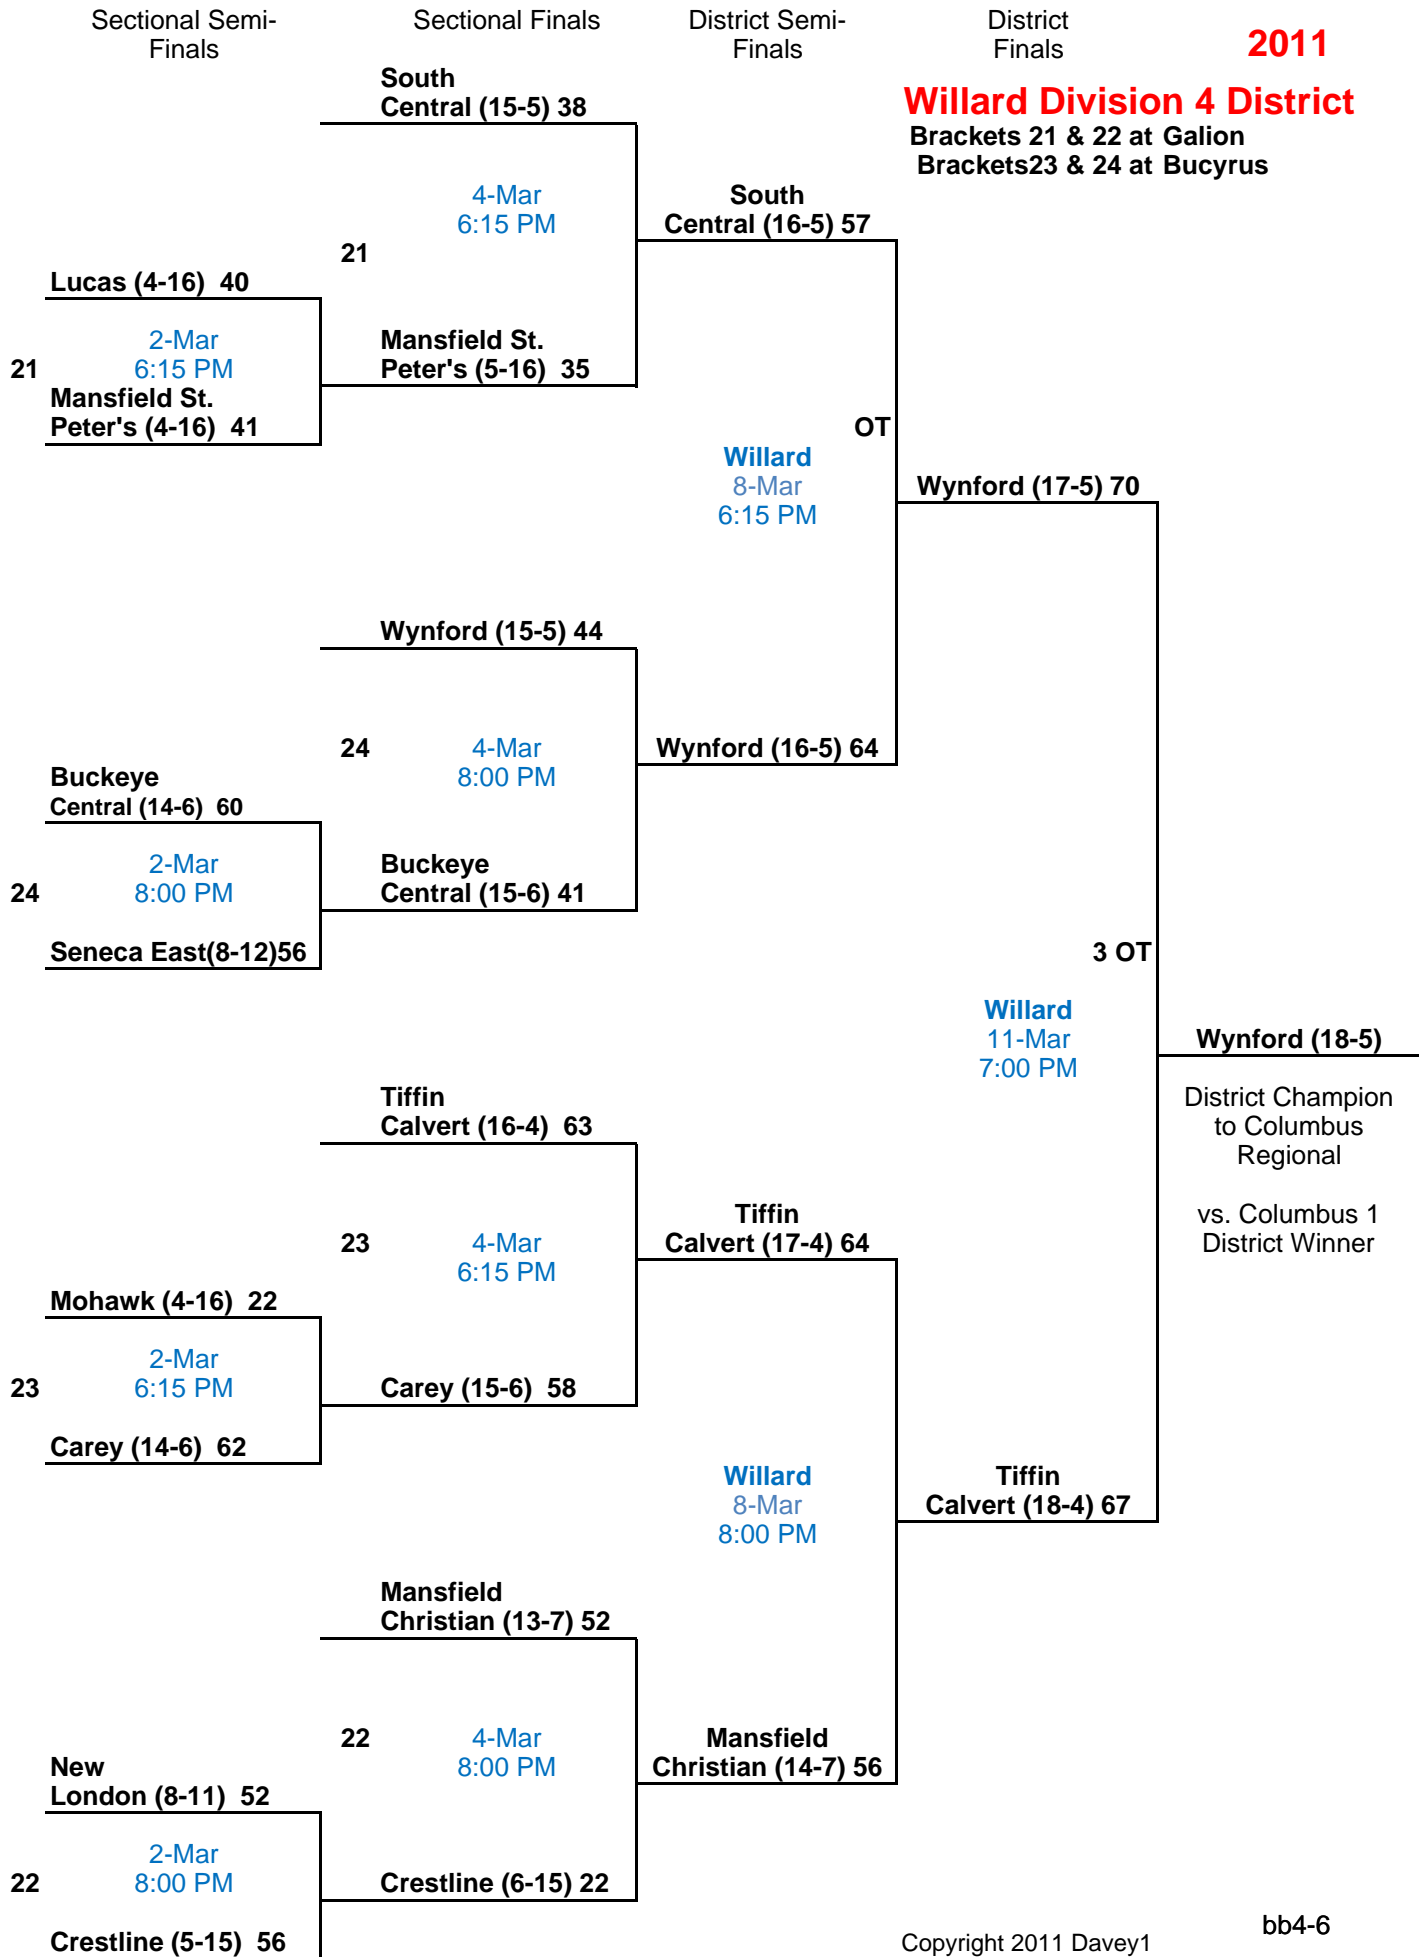 Sectional Semi-
Finals
Sectional Finals
District Semi-
Finals
District
Finals
2011
Willard Division 4 District
Brackets 21 & 22 at Galion
Brackets23 & 24 at Bucyrus
South
Central (15-5) 38
4-Mar
6:15 PM
21
South
Central (16-5) 57
Lucas (4-16) 40
2-Mar
6:15 PM
21
Mansfield St.
Peter's (4-16) 41
Mansfield St.
Peter's (5-16) 35
OT
Willard
8-Mar
6:15 PM
Wynford (17-5) 70
Wynford (15-5) 44
24
4-Mar
8:00 PM
Wynford (16-5) 64
Buckeye
Central (14-6) 60
2-Mar
8:00 PM
24
Seneca East(8-12)56
Buckeye
Central (15-6) 41
3 OT
Willard
11-Mar
7:00 PM
Wynford (18-5)
District Champion
to Columbus
Regional
vs. Columbus 1
District Winner
Tiffin
Calvert (16-4) 63
23
4-Mar
6:15 PM
Tiffin
Calvert (17-4) 64
Mohawk (4-16) 22
2-Mar
6:15 PM
23
Carey (14-6) 62
Carey (15-6) 58
Willard
8-Mar
8:00 PM
Tiffin
Calvert (18-4) 67
Mansfield
Christian (13-7) 52
22
4-Mar
8:00 PM
Mansfield
Christian (14-7) 56
New
London (8-11) 52
2-Mar
8:00 PM
22
Crestline (5-15) 56
Crestline (6-15) 22
Copyright 2011 Davey1
bb4-6